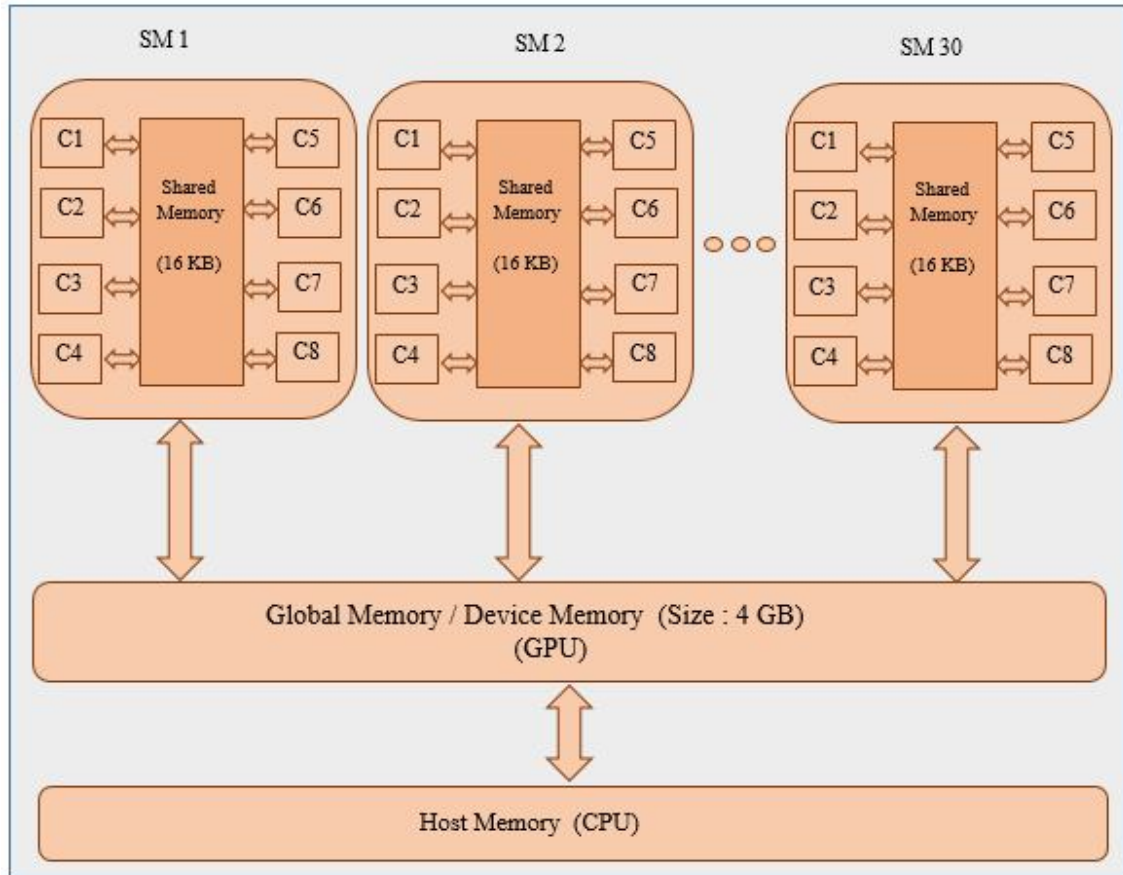 SM 1
SM 2
SM 30
C1
C2
C3
C4
Shared
Memory
(16 KB)
C5
C6
C7
C8
C1
C2
C3
C4
Shared
Memory
(16 KB)
C5
C6
C7
C8
C1
C2
C3
C4
Shared
Memory
(16 KB)
C5
C6
C7
C8
Global Memory / Device Memory (Size : 4 GB)
(GPU)
Host Memory (CPU)